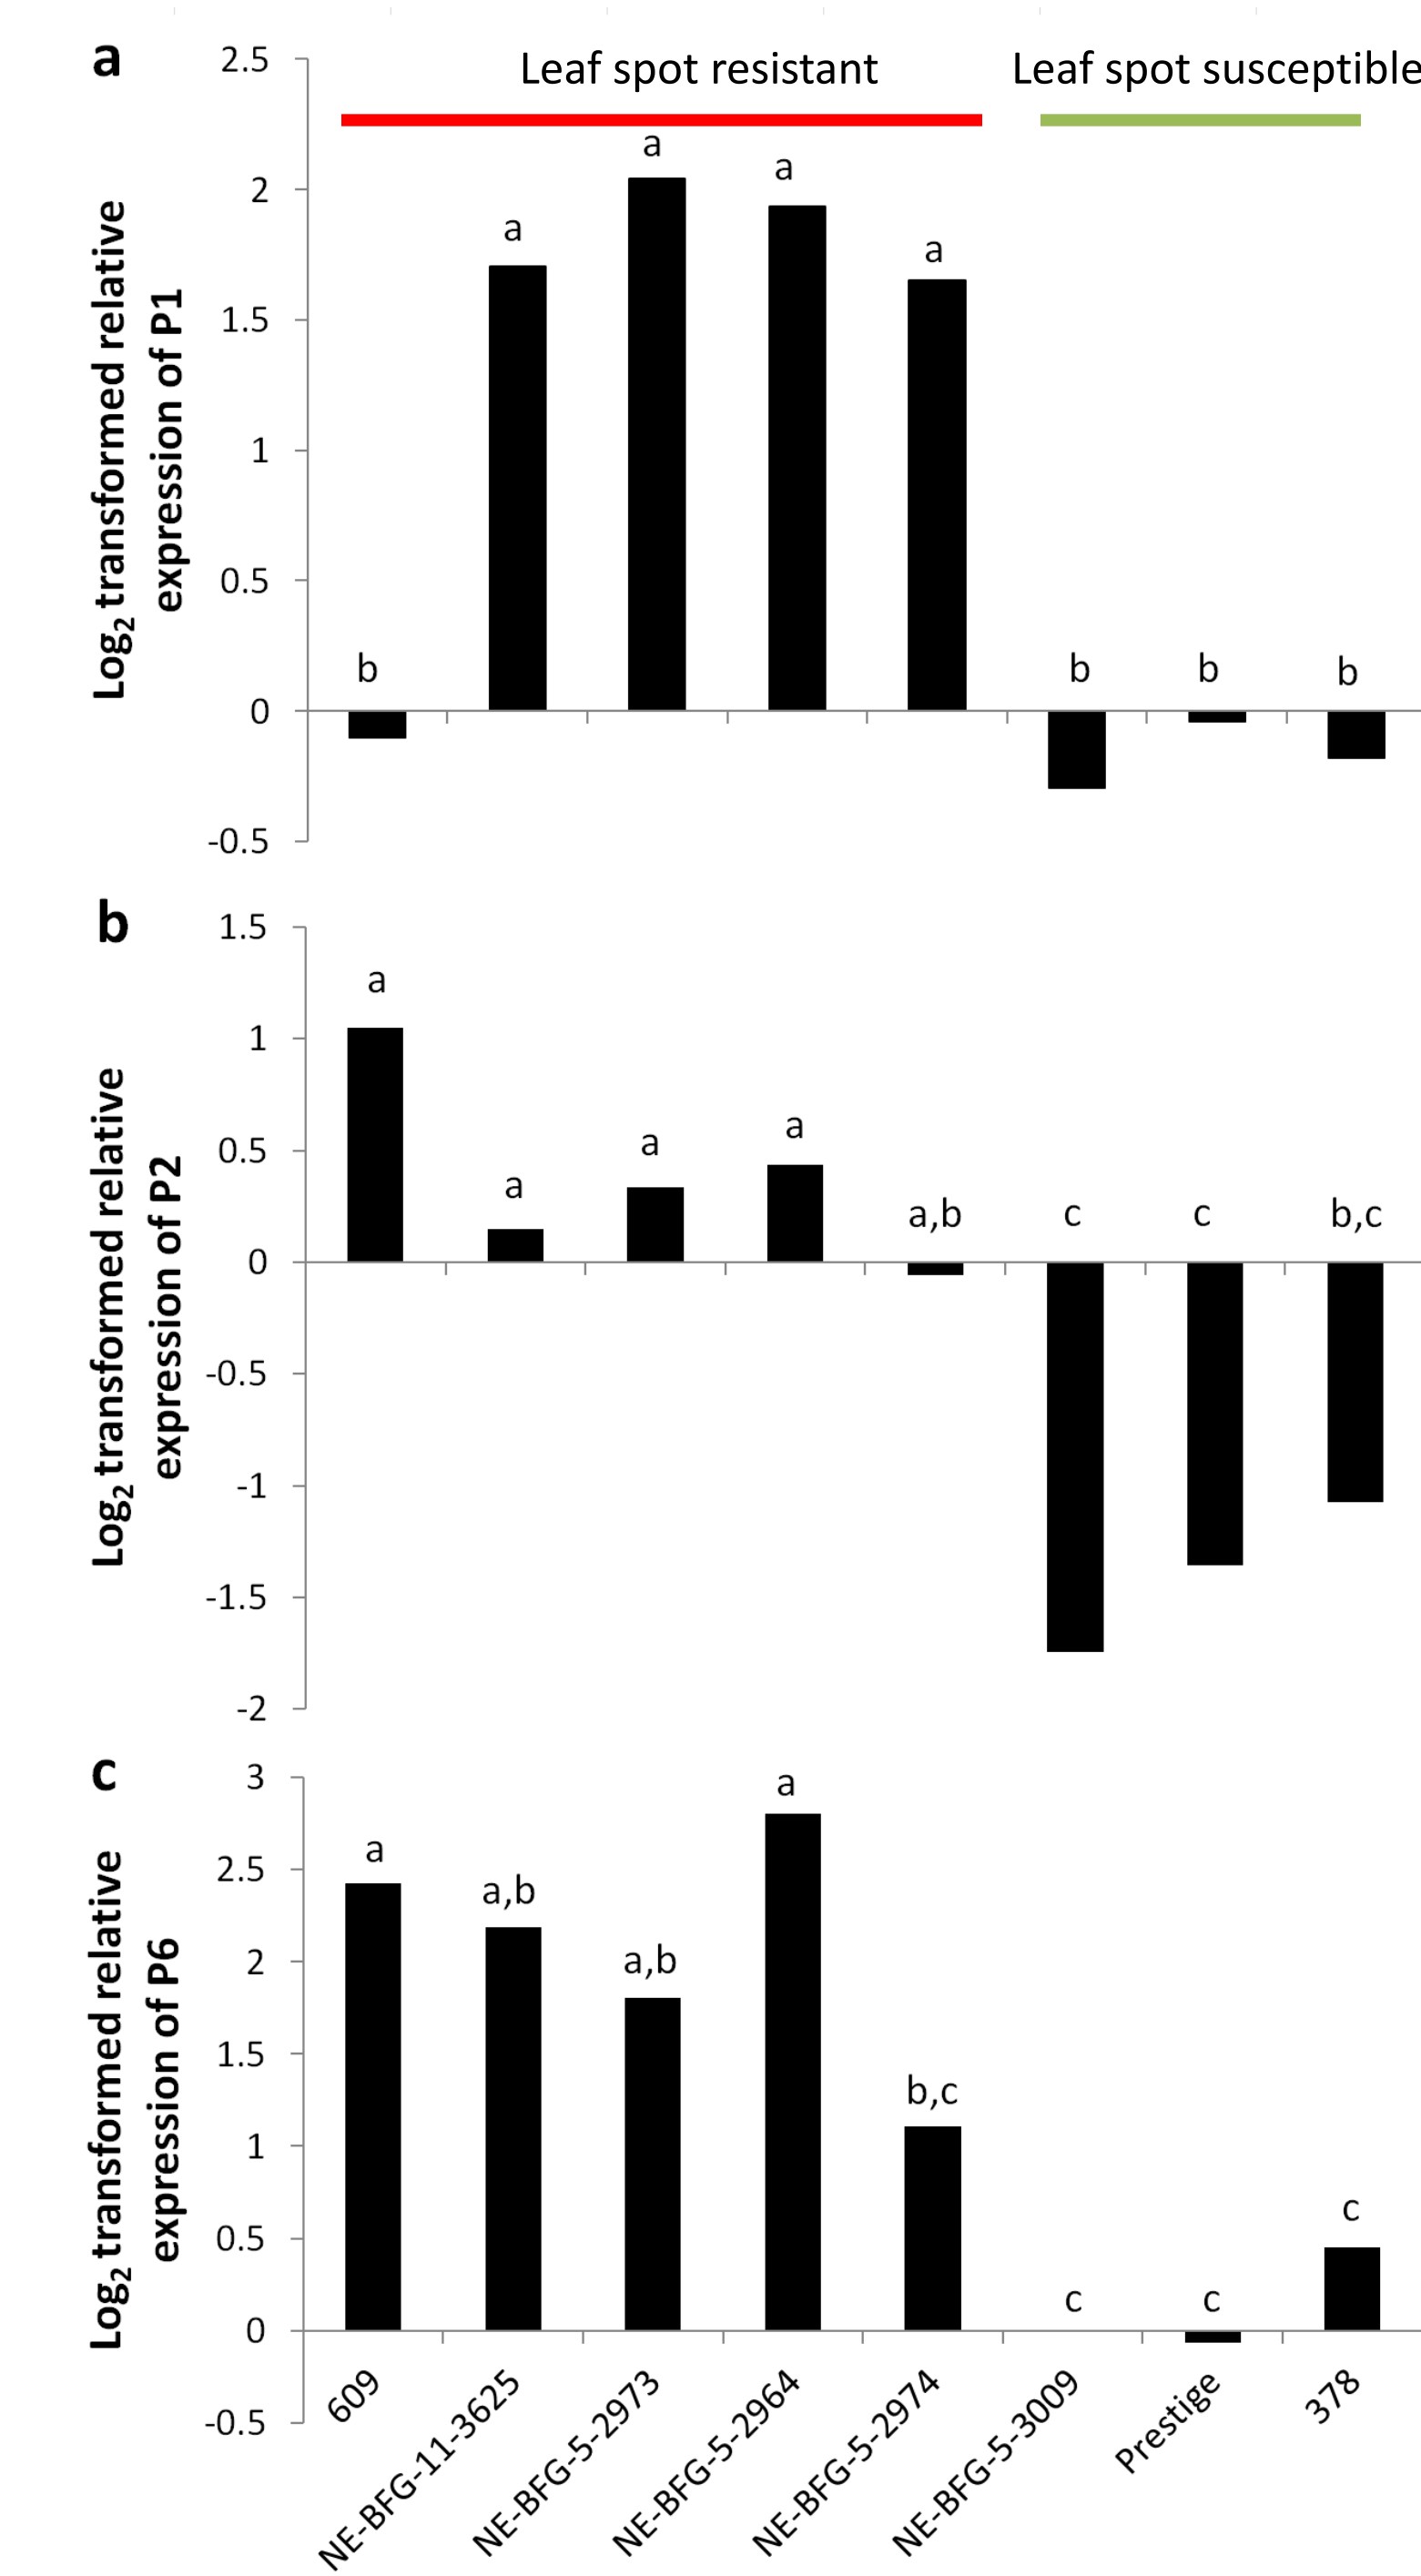 a
Leaf spot resistant
Leaf spot susceptible
Log2 transformed relative
expression of P1
2.5
2
1.5
1
0.5
0
-0.5
b
a
a
a
a
b
b
b
b
Log2 transformed relative
expression of P2
1.5
1
0.5
0
-0.5
-1
-1.5
-2
a
a
a
a
a,b
c
c
b,c
c
Log2 transformed relative
expression of P6
3
2.5
2
1.5
1
0.5
0
-0.5
a
a,b
a,b
a
b,c
c
c
c
609
NE-BFG-11-3625
NE-BFG-5-2973
NE-BFG-5-2964
NE-BFG-5-2974
NE-BFG-5-3009
Prestige
378